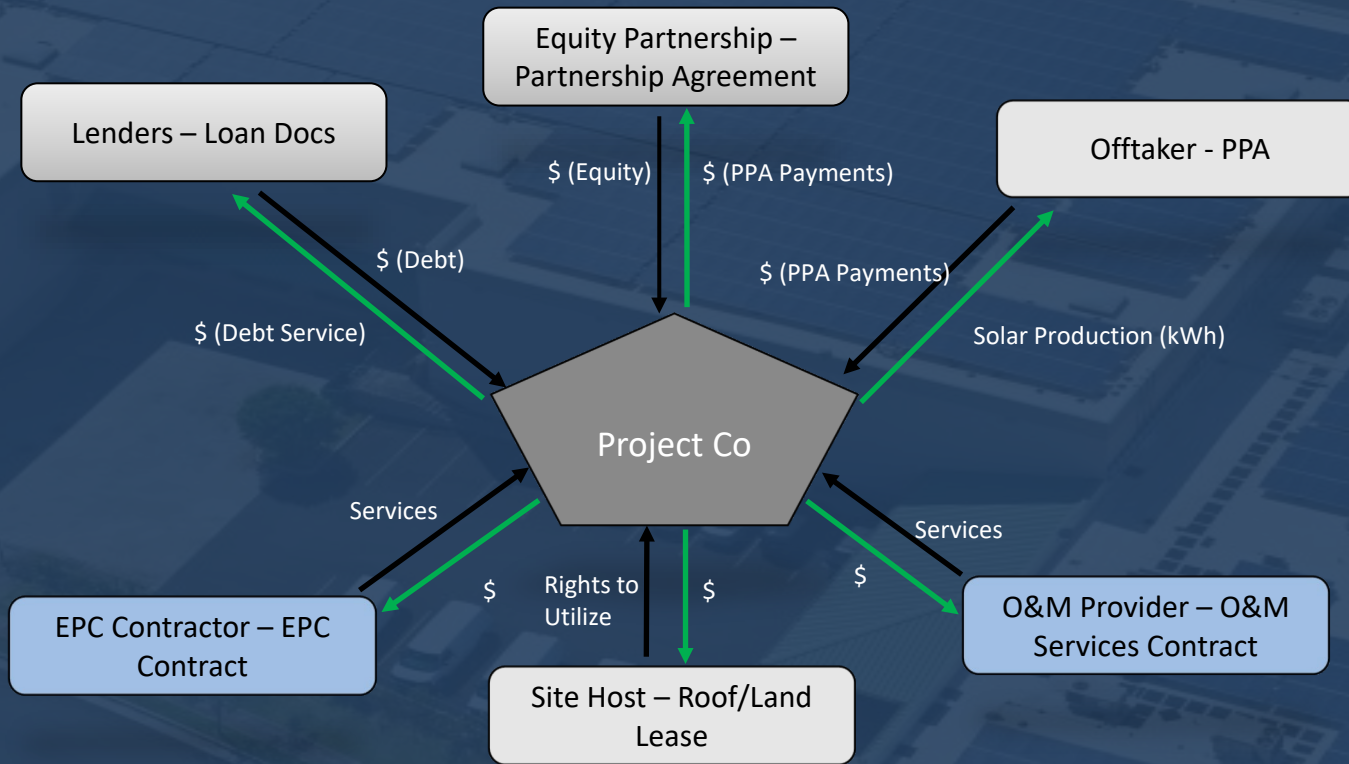 Equity Partnership –
Partnership Agreement
Lenders – Loan Docs
Offtaker - PPA
$ (Equity)
$ (PPA Payments)
$ (Debt)
$ (PPA Payments)
$ (Debt Service)
Solar Production (kWh)
Project Co
Services
Services
$
Rights to
Utilize
$
$
EPC Contractor – EPC
Contract
O&M Provider – O&M
Services Contract
Site Host – Roof/Land
Lease